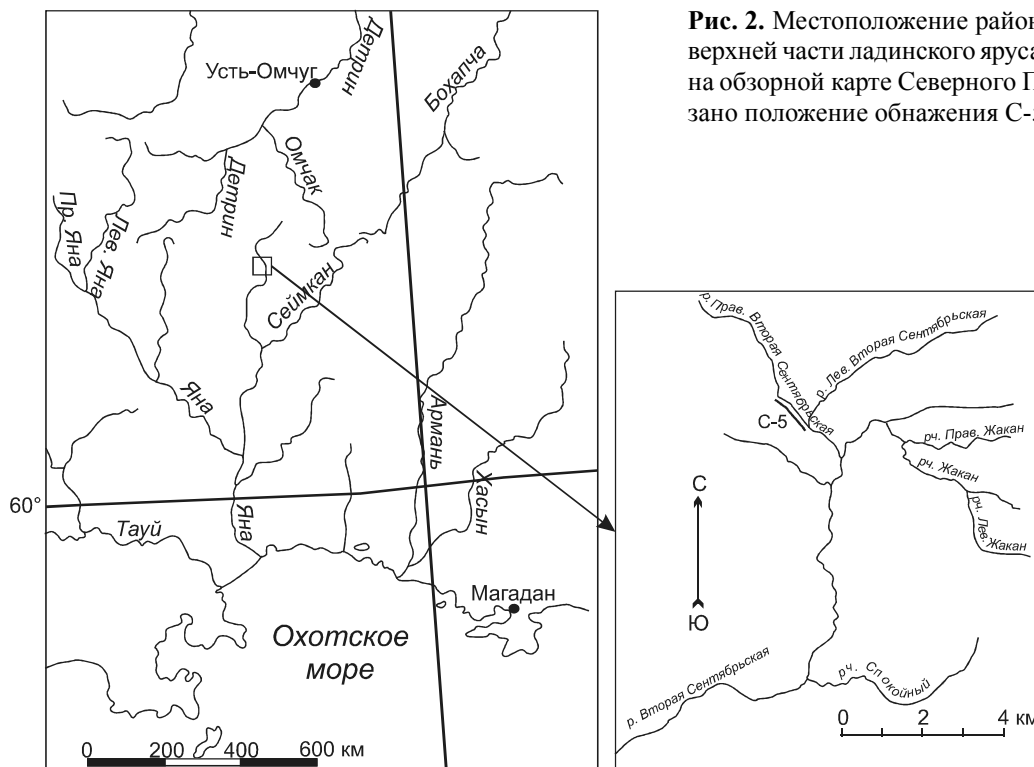 Рис. 2. Местоположение район
верхней части ладинского яруса
на обзорной карте Северного П
зано положение обнажения С-5
Усть-Омчуг
Детрин
Бохапча
Омчак
Детрин
Пр. Яна
Лев. Яна
Сеймкан
Яна
Армань
Хасын
60°
Тауй
Яна
Магадан
Охотское
море
0 200 400 600 км
р. Прав. Вторая Сентябрьская
р. Лев. Вторая Сентябрьская
С-5
рч. Прав. Жакан
рч. Жакан
рч. Лев. Жакан
С
Ю
р. Вторая Сентябрьская
рч. Спокойный
0 2 4 км